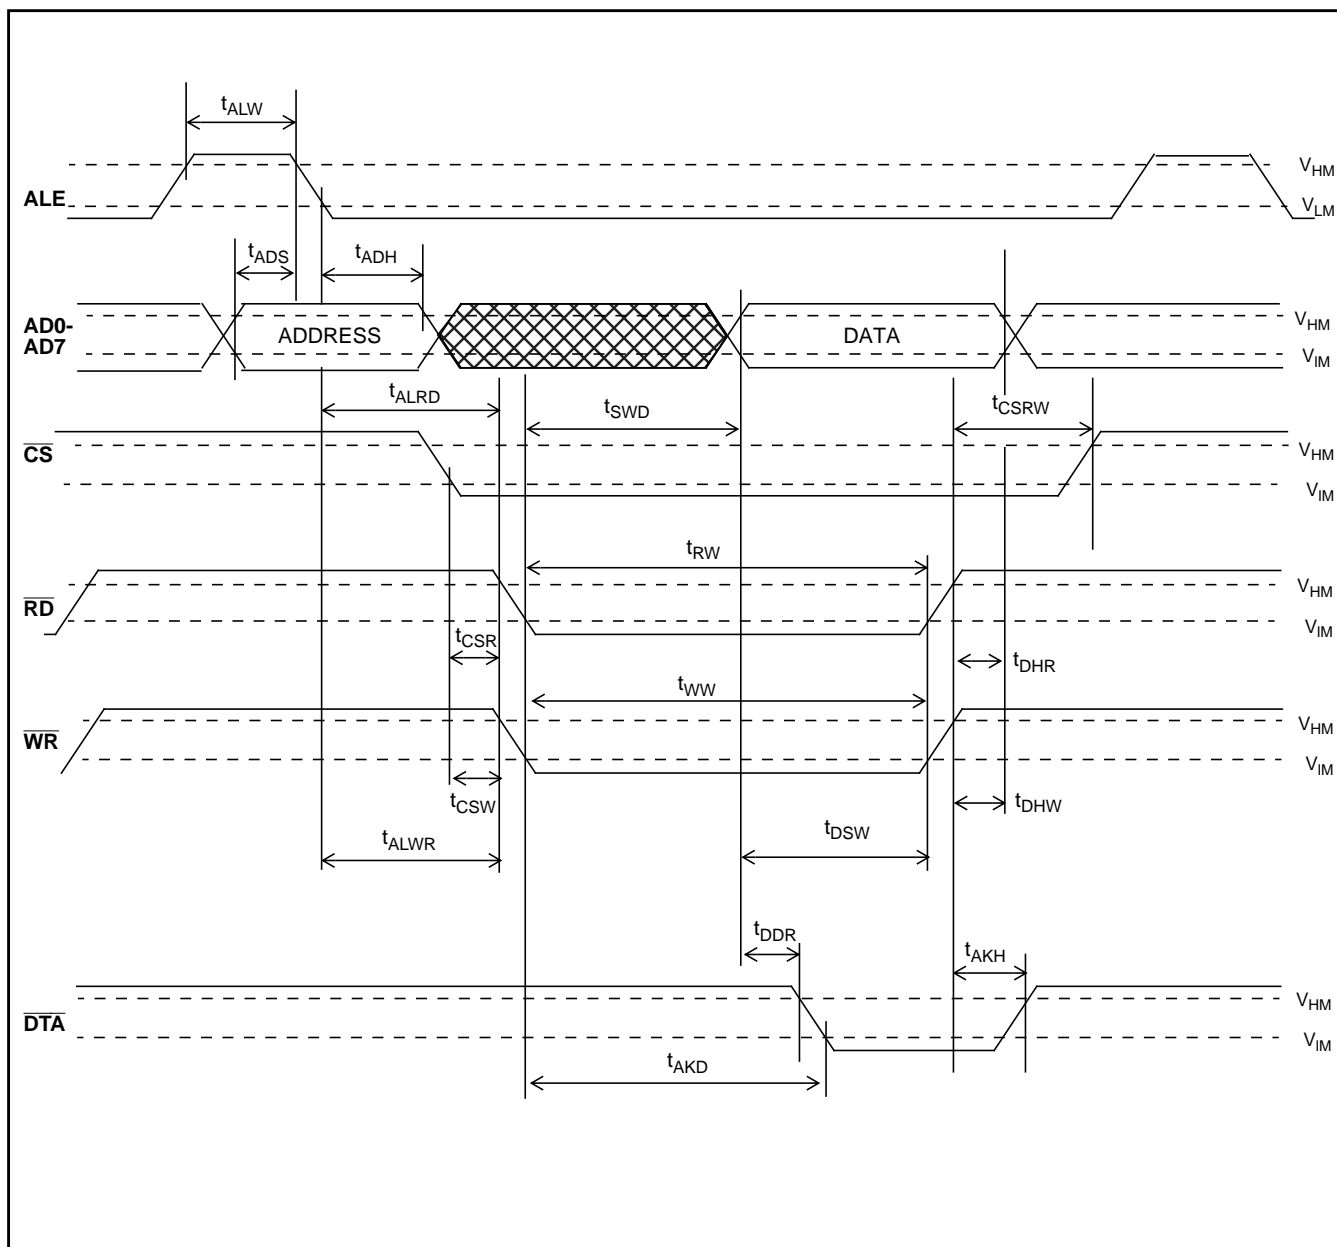 tALW
VHM
ALE
VLM
tADS
tADH
AD0-
AD7
ADDRESS
DATA
VHM
VIM
tALRD
tSWD
tCSRW
CS
VHM
VIM
tRW
RD
VHM
VIM
tCSR
tDHR
tWW
WR
VHM
VIM
tCSW
tDHW
tALWR
tDSW
tDDR
tAKH
DTA
VHM
VIM
tAKD